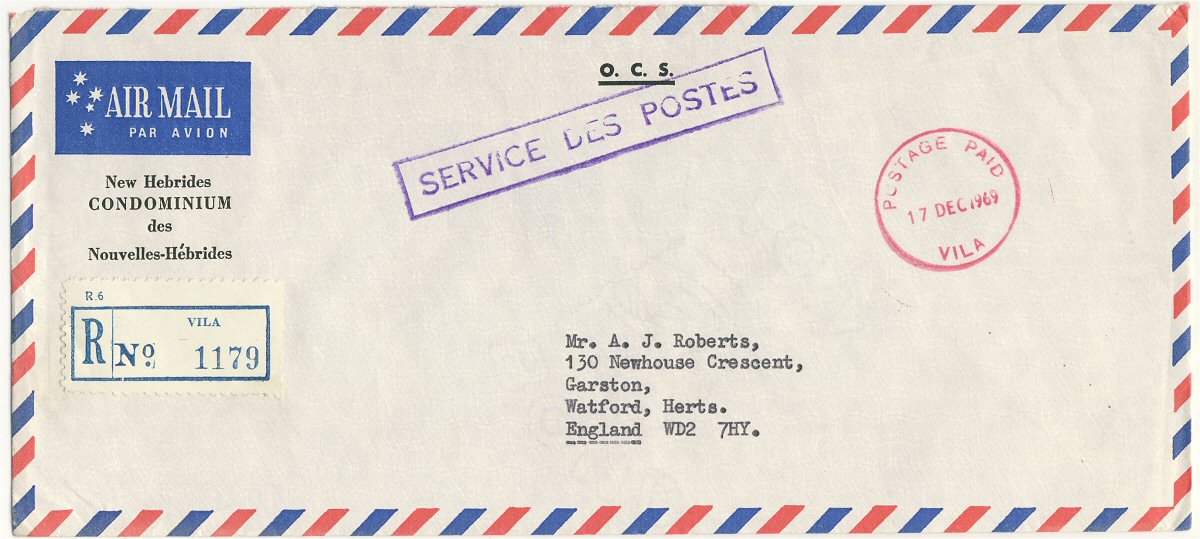 O. C. S.
AIR MAIL
PAR AVION
SERVICE DES POSTES
POSTAGE PAID
17 DEC 1969
VILA
New Hebrides
CONDOMINIUM
des
Nouvelles-Hébrides
R.6
VILA
R No 1179
Mr. A. J. Roberts,
130 Newhouse Crescent,
Garston,
Watford, Herts.
England WD2 7HY.